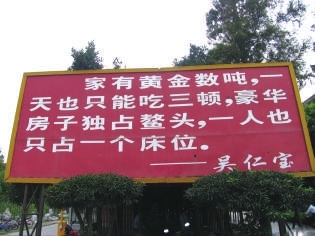 家有黄金数吨,一
天也只能吃三顿,豪华
房子独占鳌头,一人也
只占一个床位。
——吴仁宝